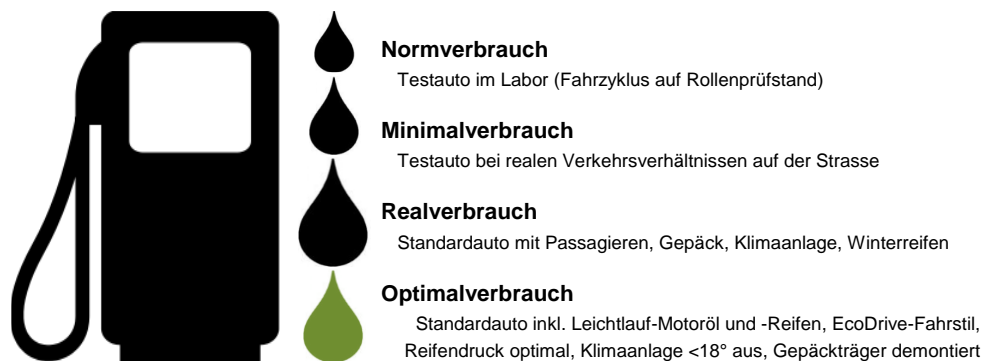 Normverbrauch
Testauto im Labor (Fahrzyklus auf Rollenprüfstand)
Minimalverbrauch
Testauto bei realen Verkehrsverhältnissen auf der Strasse
Realverbrauch
Standardauto mit Passagieren, Gepäck, Klimaanlage, Winterreifen
Optimalverbrauch
Standardauto inkl. Leichtlauf-Motoröl und -Reifen, EcoDrive-Fahrstil,
Reifendruck optimal, Klimaanlage <18° aus, Gepäckträger demontiert